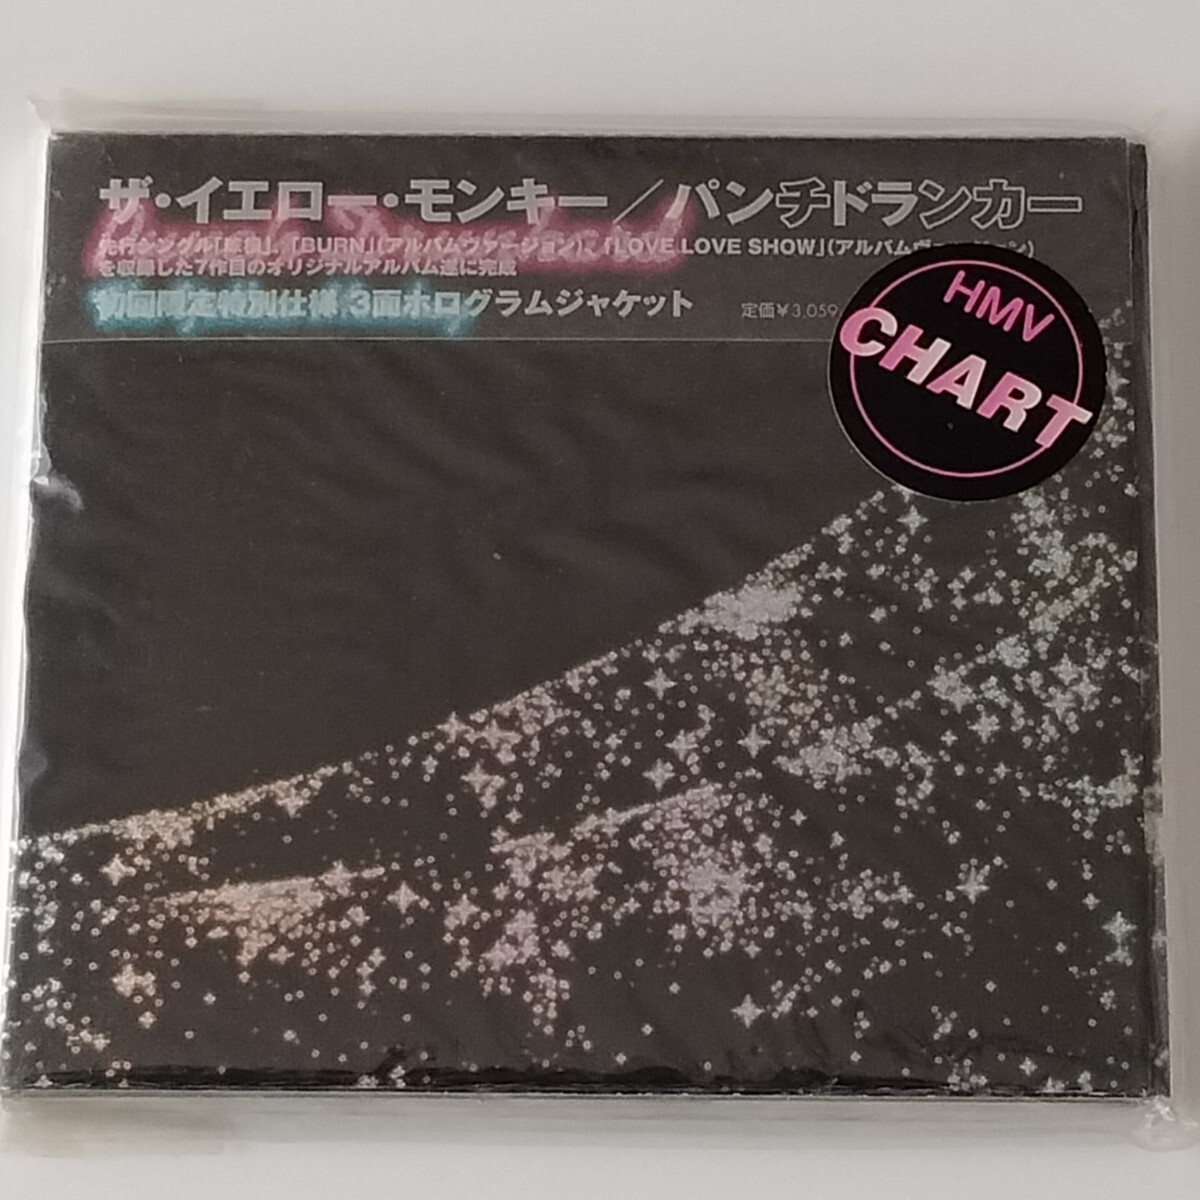 ザ・イエロー・モンキー／パンチドランカー
先行シングル「球根」、「BURN」(アルバムヴァージョン)、「LOVE LOVE SHOW」(アルバムヴァージョン)
を収録した7作目のオリジナルアルバム遂に完成
初回限定特別仕様 3面ホログラムジャケット
定価¥3,059
HMV
CHART